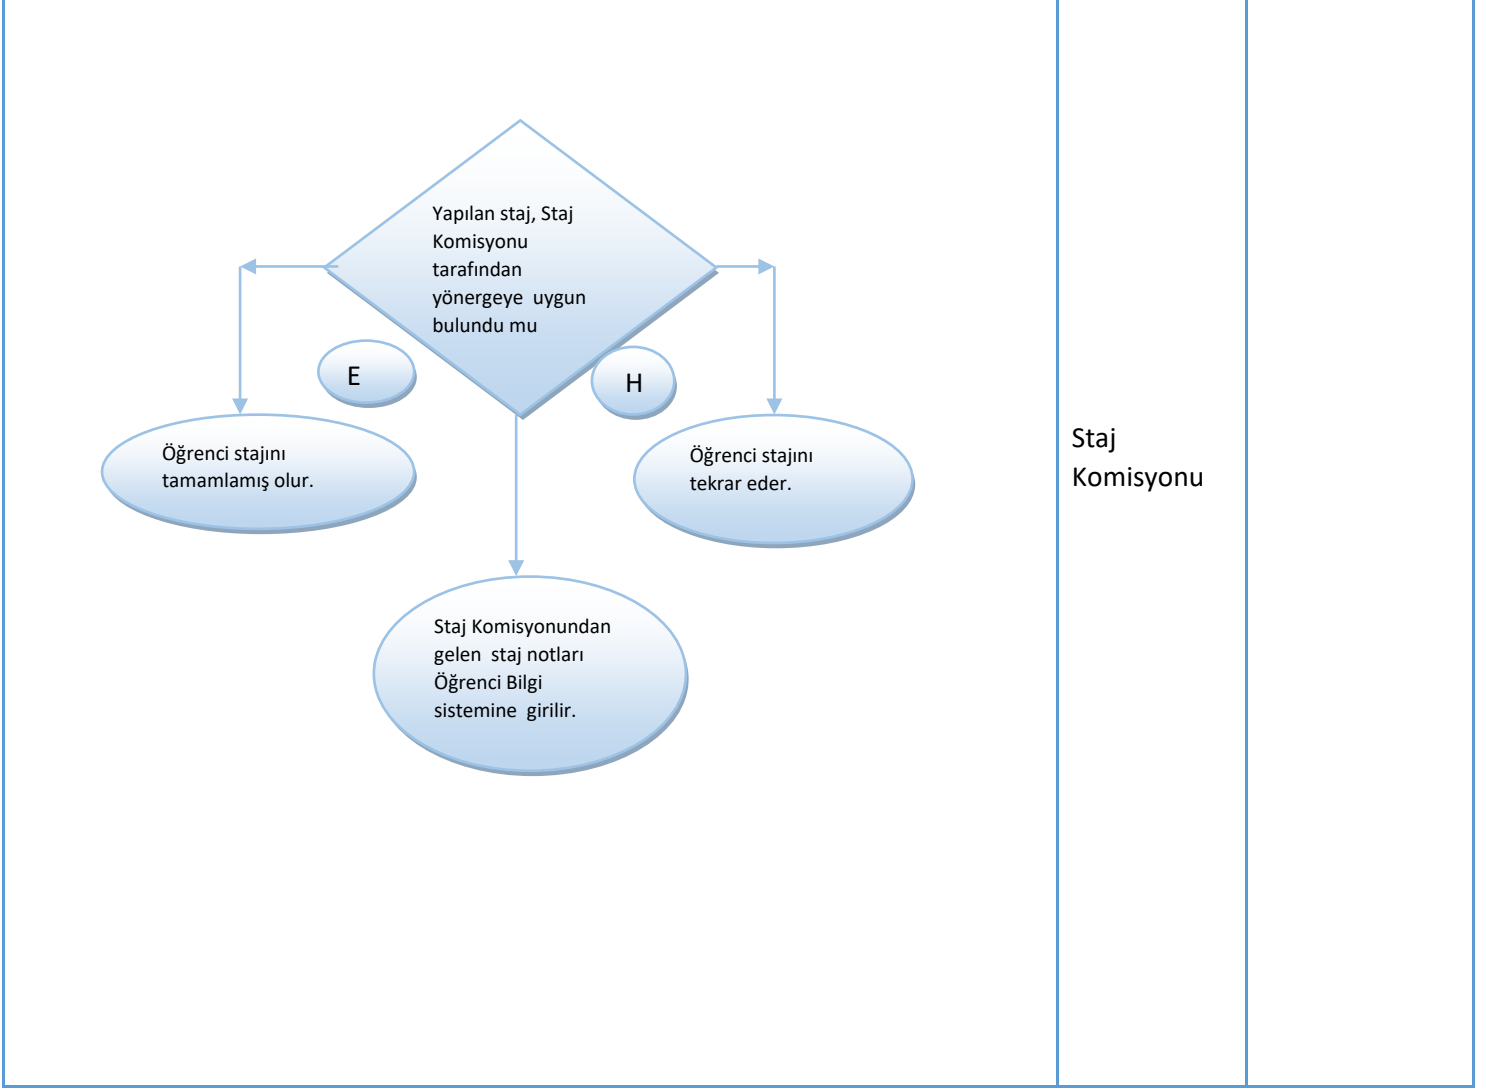 Yapılan staj, Staj
Komisyonu
tarafından
yönergeye  uygun
bulundu mu
E
H
Öğrenci stajını
tamamlamış olur.
Öğrenci stajını
tekrar eder.
Staj Komisyonundan
gelen  staj notları
Öğrenci Bilgi
sistemine  girilir.
Staj
Komisyonu